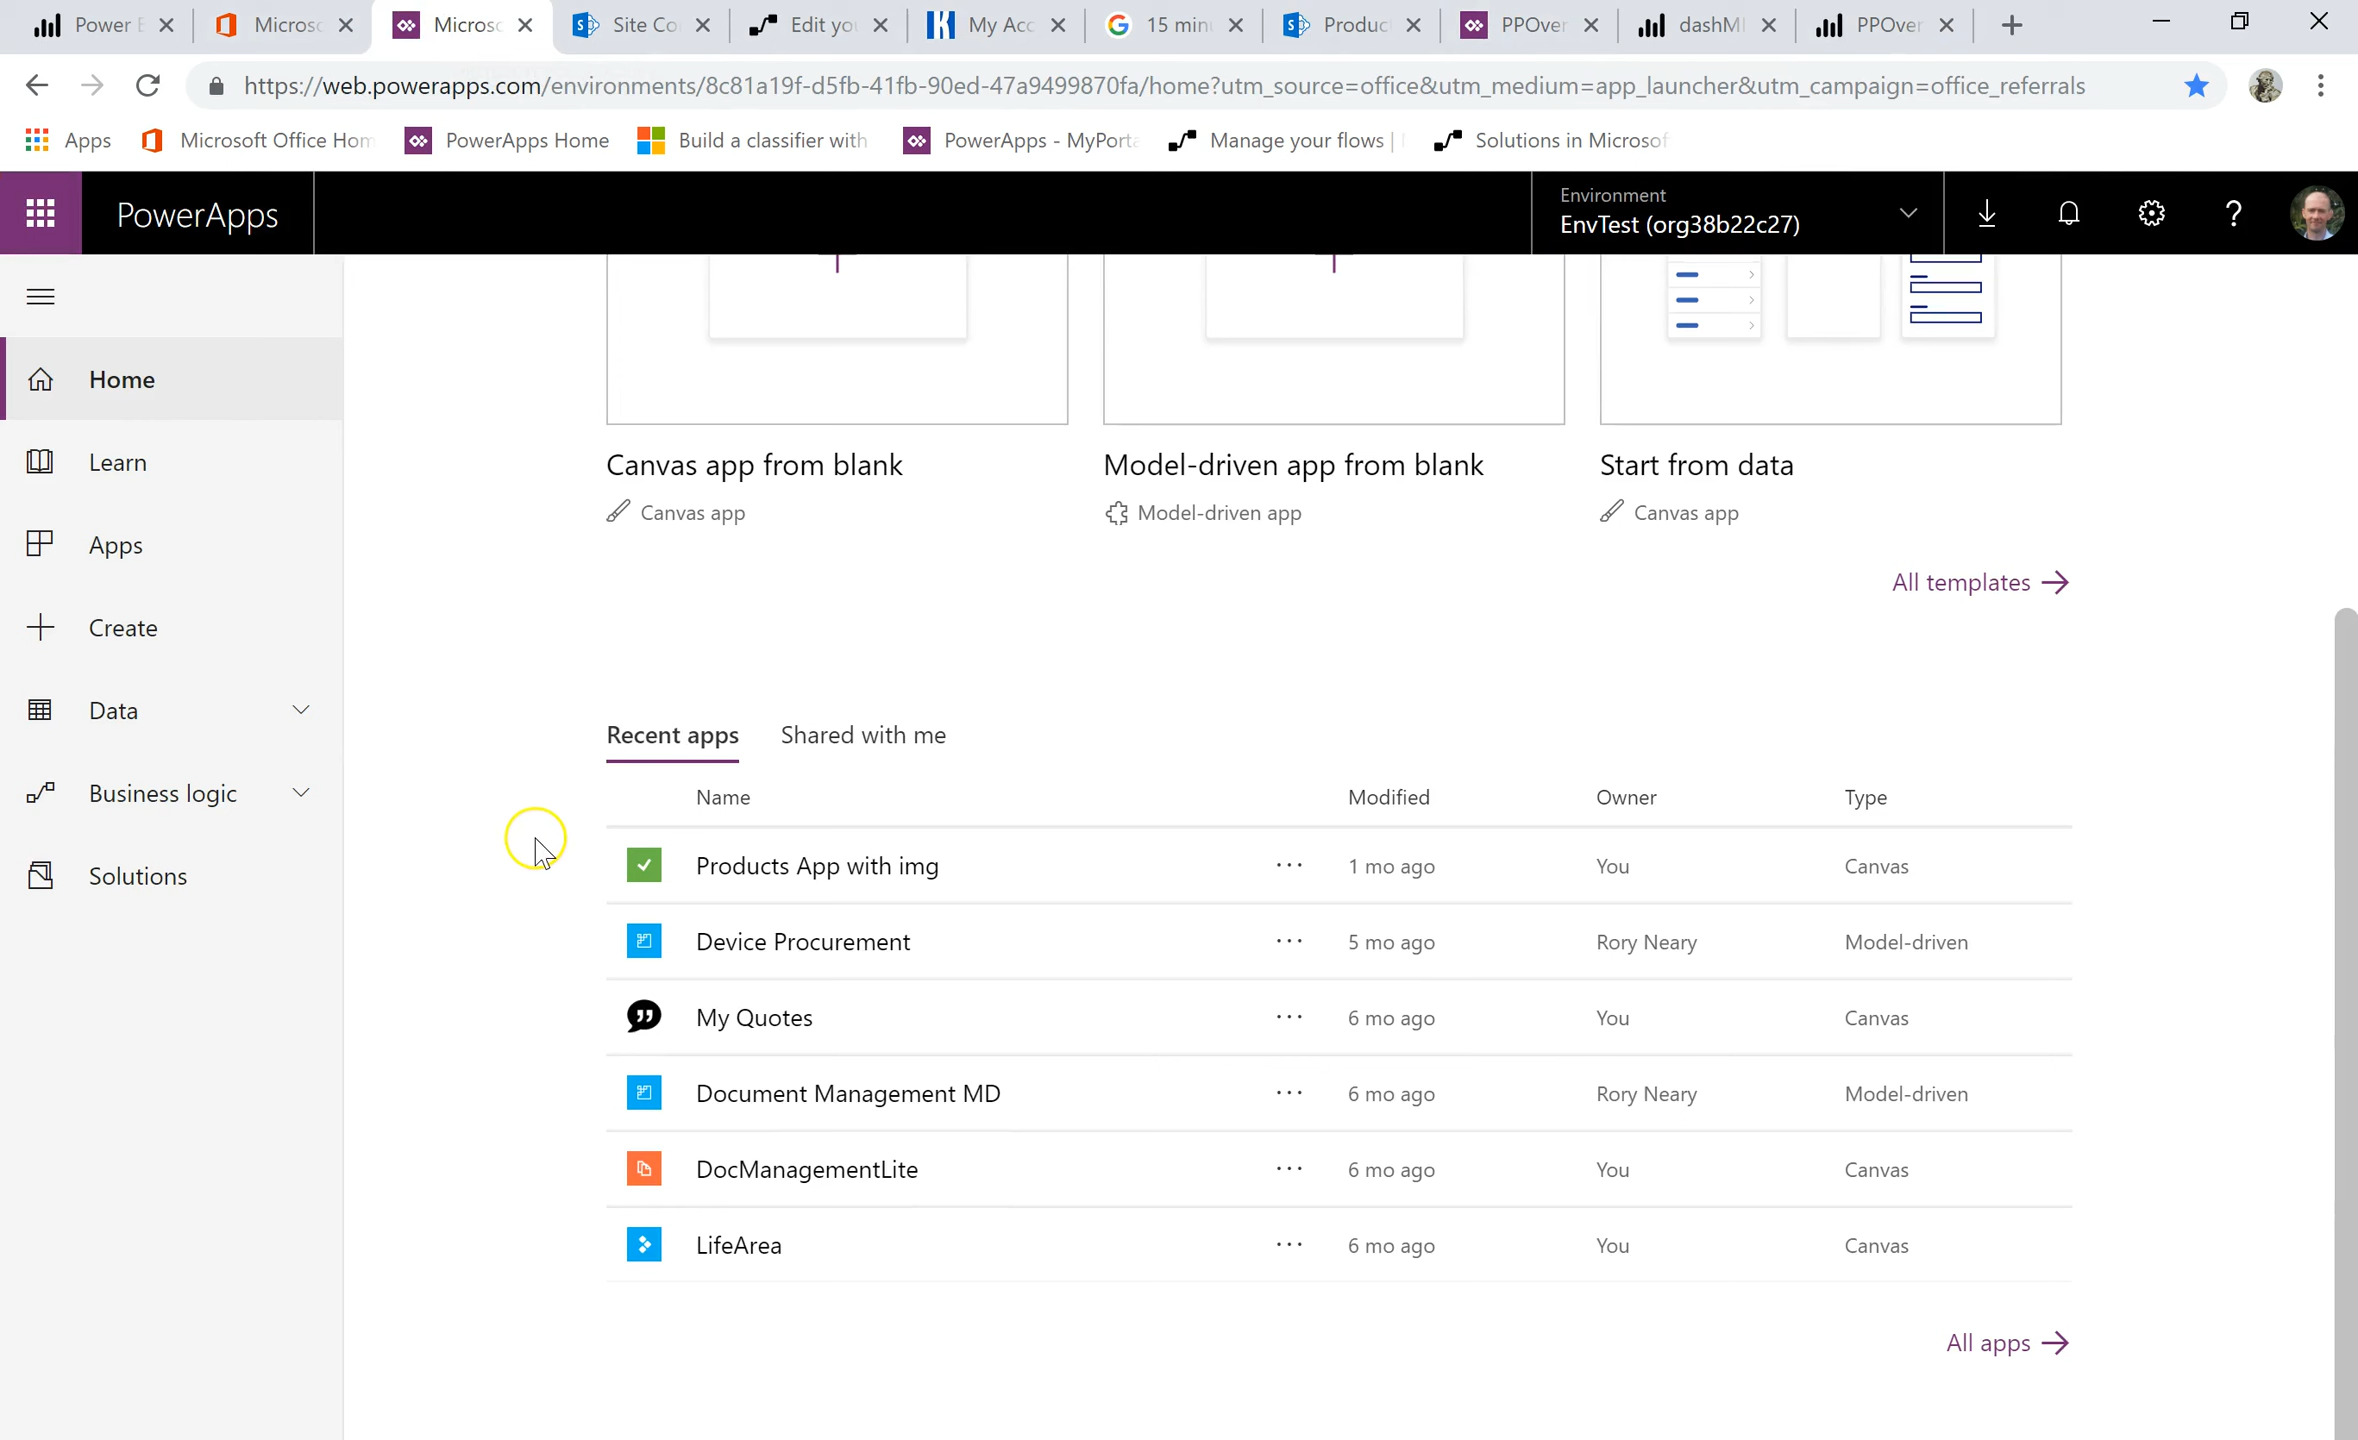 Power B
Microsc
Microsc
Site Co
Edit you
My Acc
15 minu
Product
PPOver
dashMI
PPOver
https://web.powerapps.com/environments/8c81a19f-d5fb-41fb-90ed-47a9499870fa/home?utm_source=office&utm_medium=app_launcher&utm_campaign=office_referrals
Apps
Microsoft Office Hom
PowerApps Home
Build a classifier with
PowerApps - MyPorta
Manage your flows |
Solutions in Microsof
PowerApps
Environment
EnvTest (org38b22c27)
Home
Learn
Apps
Create
Data
Business logic
Solutions
Canvas app from blank
Canvas app
Model-driven app from blank
Model-driven app
Start from data
Canvas app
All templates
Recent apps Shared with me
Name Modified Owner Type
Products App with img ... 1 mo ago You Canvas
Device Procurement ... 5 mo ago Rory Neary Model-driven
My Quotes ... 6 mo ago You Canvas
Document Management MD ... 6 mo ago Rory Neary Model-driven
DocManagementLite ... 6 mo ago You Canvas
LifeArea ... 6 mo ago You Canvas
All apps